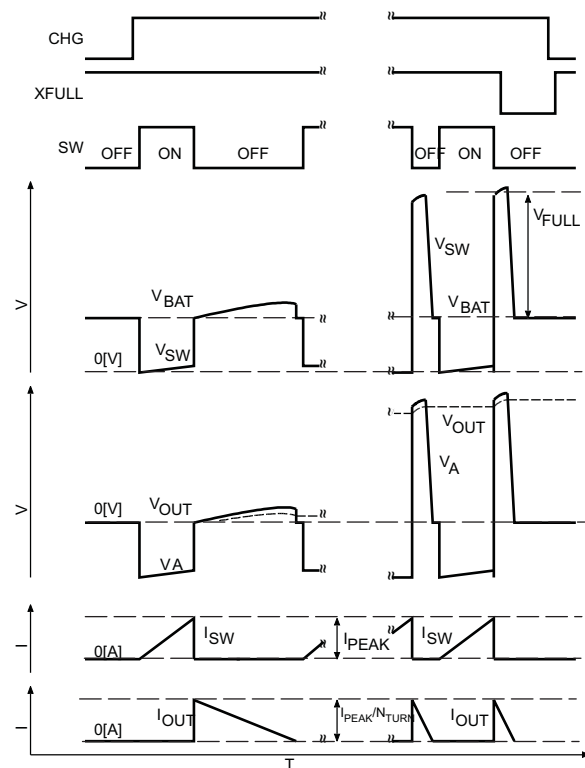 CHG
XFULL
SW
OFF ON OFF OFF ON OFF
V
V_BAT
0[V]
V_SW
V_SW
V_BAT
V_FULL
V
0[V]
V_OUT
VA
V_OUT
V_A
I
0[A]
I_SW
I_PEAK
I_SW
I
0[A]
I_OUT
I_PEAK/N_TURN
I_OUT
T